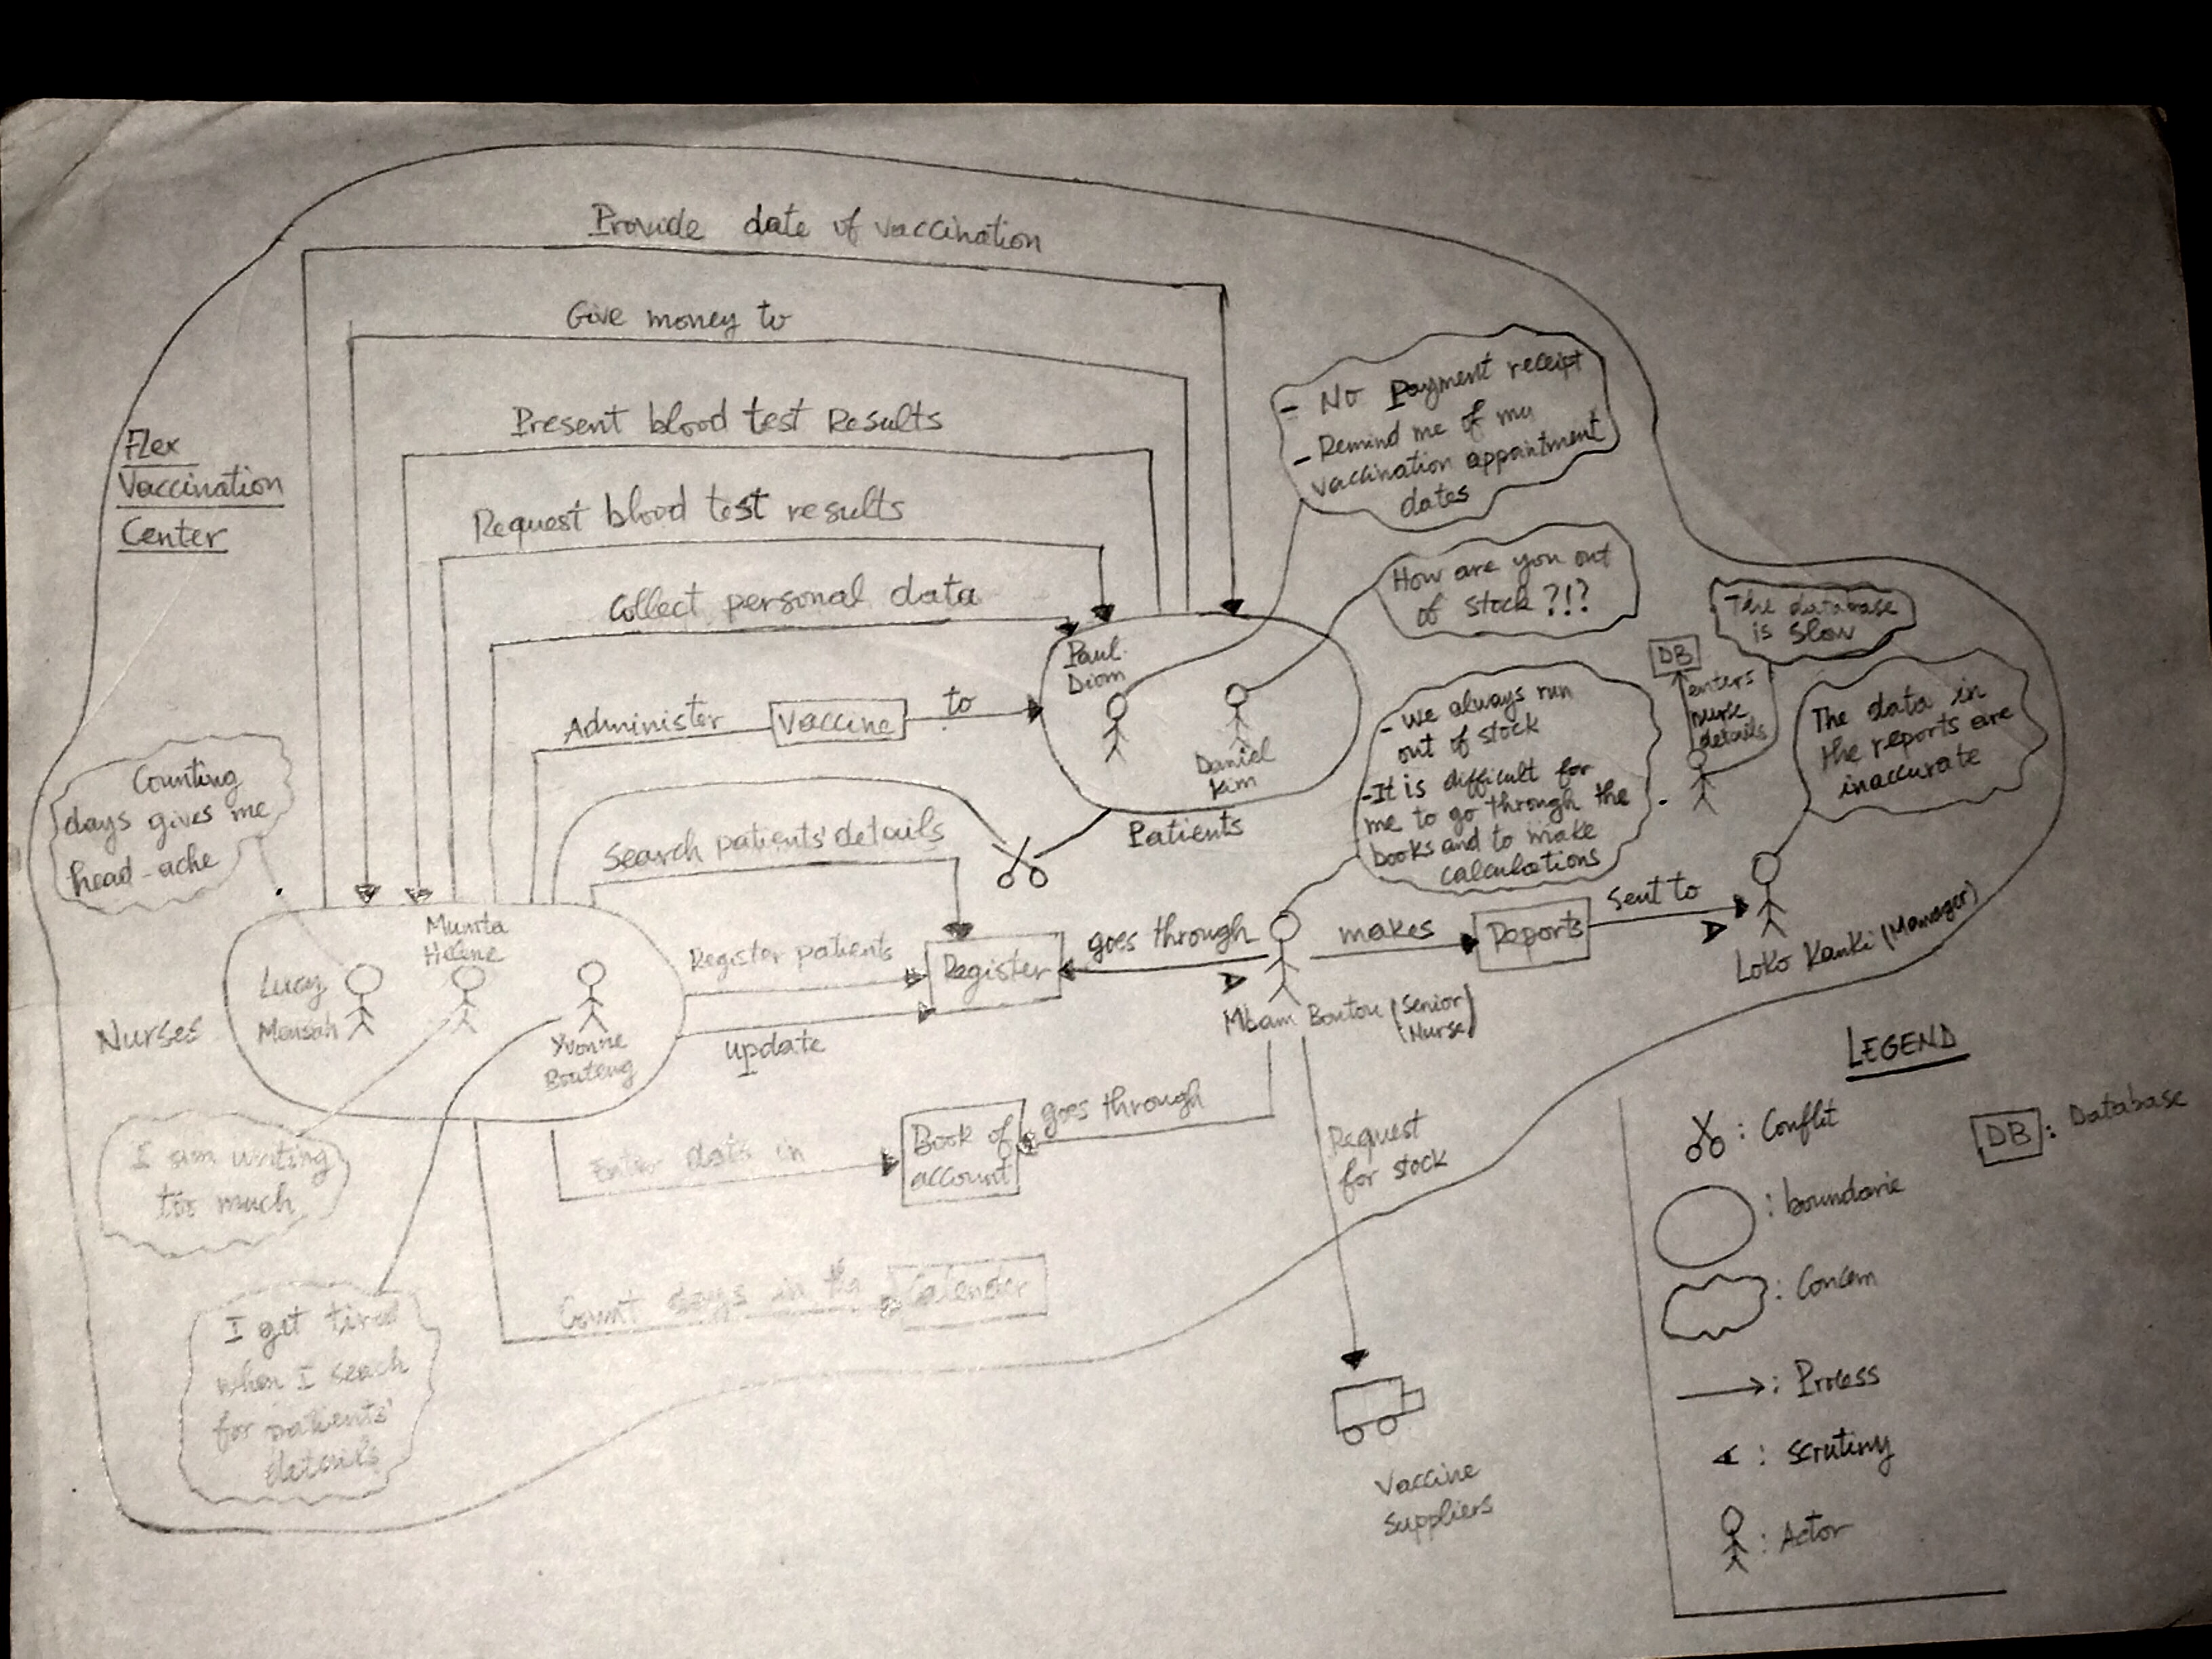 Provide date of vaccination
Give money to
Present blood test Results
Request blood test results
Collect personal data
Flex
Vaccination
Center
- No payment receipt
- Remind me of my
vaccination appointment
dates
How are you out
of stock ?!?
The database
is slow
DB
enters
nurse
details
Paul
Diom
Daniel
Kim
Patients
Administer
Vaccine
to
- We always run
out of stock
- It is difficult for
me to go through the
books and to make
calculations
The data in
the reports are
inaccurate
Counting
days gives me
head-ache
Search patients' details
Nurses
Lucy
Mensah
Helene
Yvonne
Boateng
Register patients
update
Register
goes through
makes
Reports
sent to
Loko Kanki (Manager)
Bontou (Senior
Nurse)
I am writing
too much
Enter data in
Book of
account
goes through
Request
for stock
I get tired
when I seach
for patients'
details
Count days in the
Calender
Vaccine
suppliers
LEGEND
: Conflit
DB : Database
: boundarie
: Concern
: Process
: scrutiny
: Actor